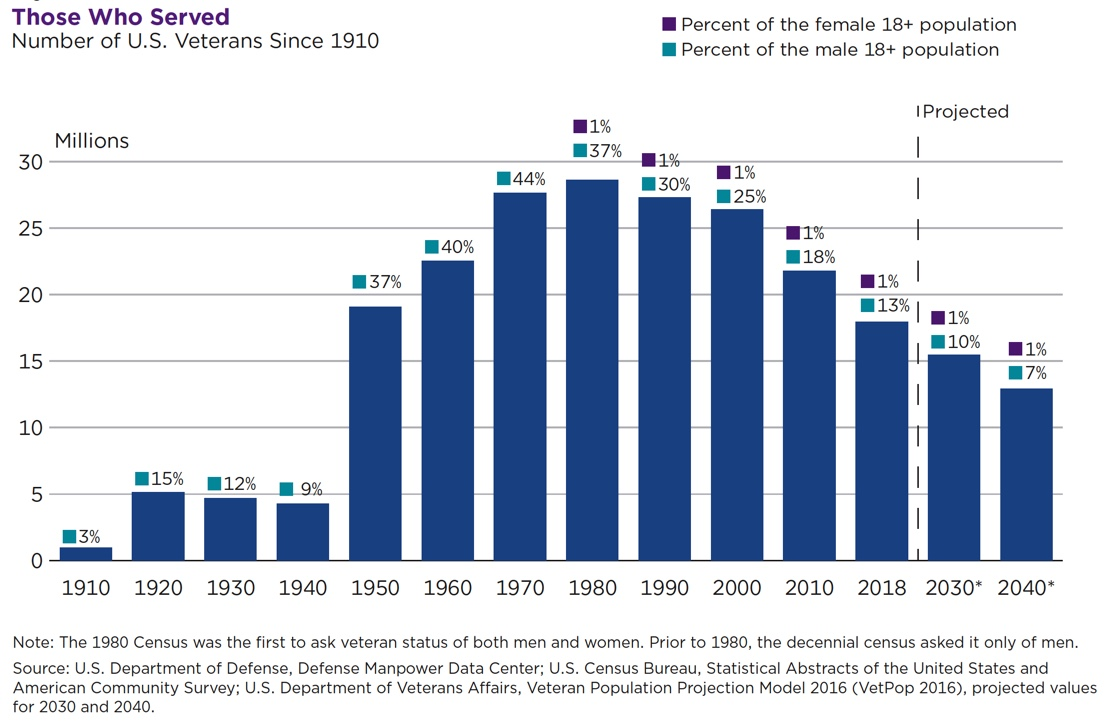 Those Who Served
Number of U.S. Veterans Since 1910
Percent of the female 18+ population
Percent of the male 18+ population
Projected
Millions
30
25
20
15
10
5
0
3%
15%
12%
9%
37%
40%
44%
1%
37%
1%
30%
1%
25%
1%
18%
1%
13%
1%
10%
1%
7%
1910 1920 1930 1940 1950 1960 1970 1980 1990 2000 2010 2018 2030* 2040*
Note: The 1980 Census was the first to ask veteran status of both men and women. Prior to 1980, the decennial census asked it only of men.
Source: U.S. Department of Defense, Defense Manpower Data Center; U.S. Census Bureau, Statistical Abstracts of the United States and
American Community Survey; U.S. Department of Veterans Affairs, Veteran Population Projection Model 2016 (VetPop 2016), projected values
for 2030 and 2040.